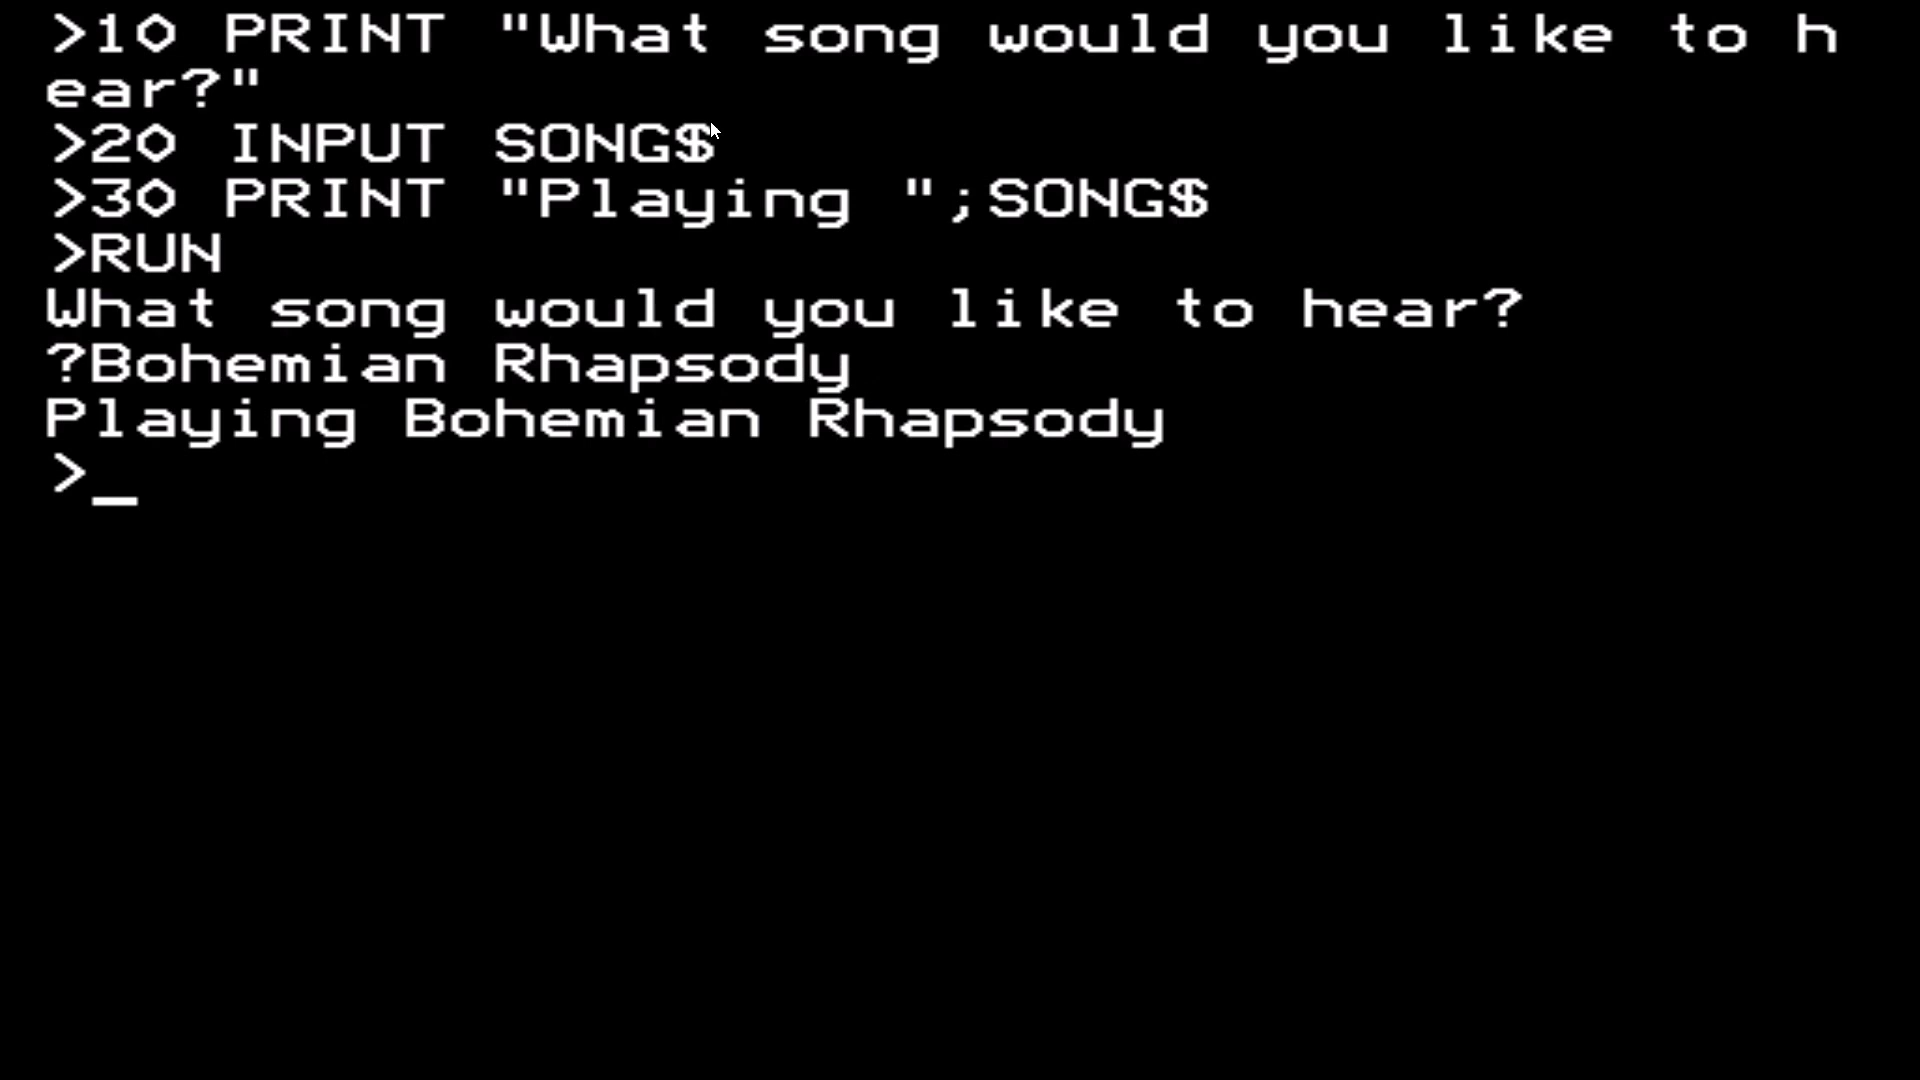 >10 PRINT "What song would you like to h
ear?"
>20 INPUT SONG$
>30 PRINT "Playing ";SONG$
>RUN
What song would you like to hear?
?Bohemian Rhapsody
Playing Bohemian Rhapsody
>_